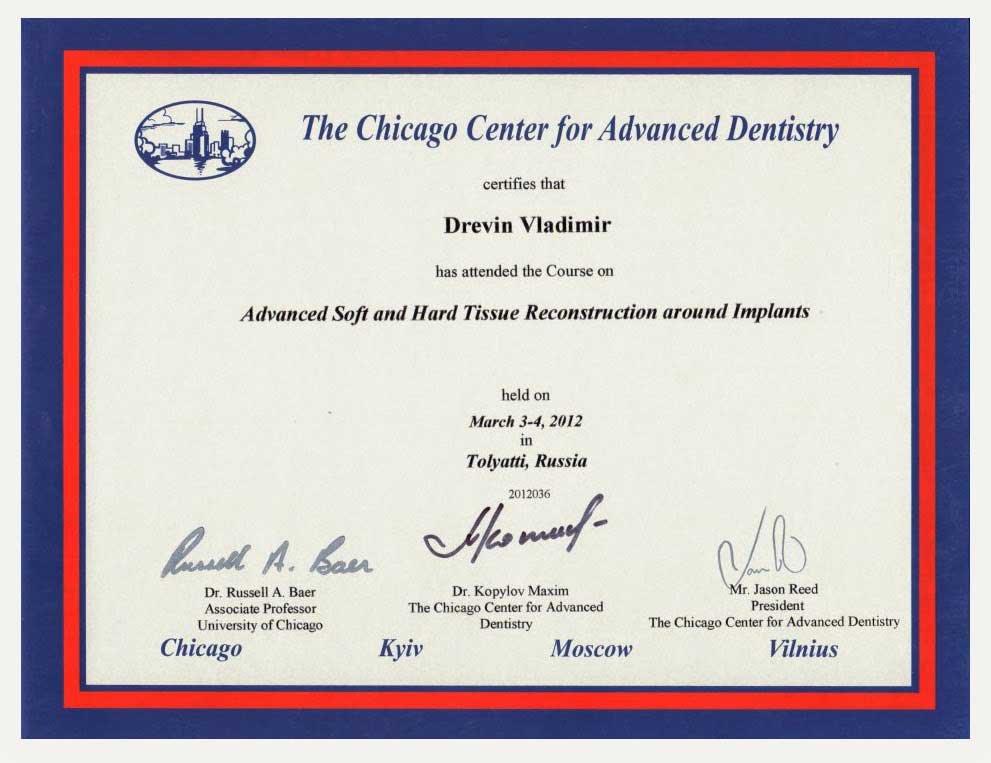 The Chicago Center for Advanced Dentistry
certifies that
Drevin Vladimir
has attended the Course on
Advanced Soft and Hard Tissue Reconstruction around Implants
held on
March 3-4, 2012
in
Tolyatti, Russia
2012036
Russell A. Baer
Dr. Russell A. Baer
Associate Professor
University of Chicago
Dr. Kopylov Maxim
The Chicago Center for Advanced
Dentistry
Mr. Jason Reed
President
The Chicago Center for Advanced Dentistry
Chicago Kyiv Moscow Vilnius